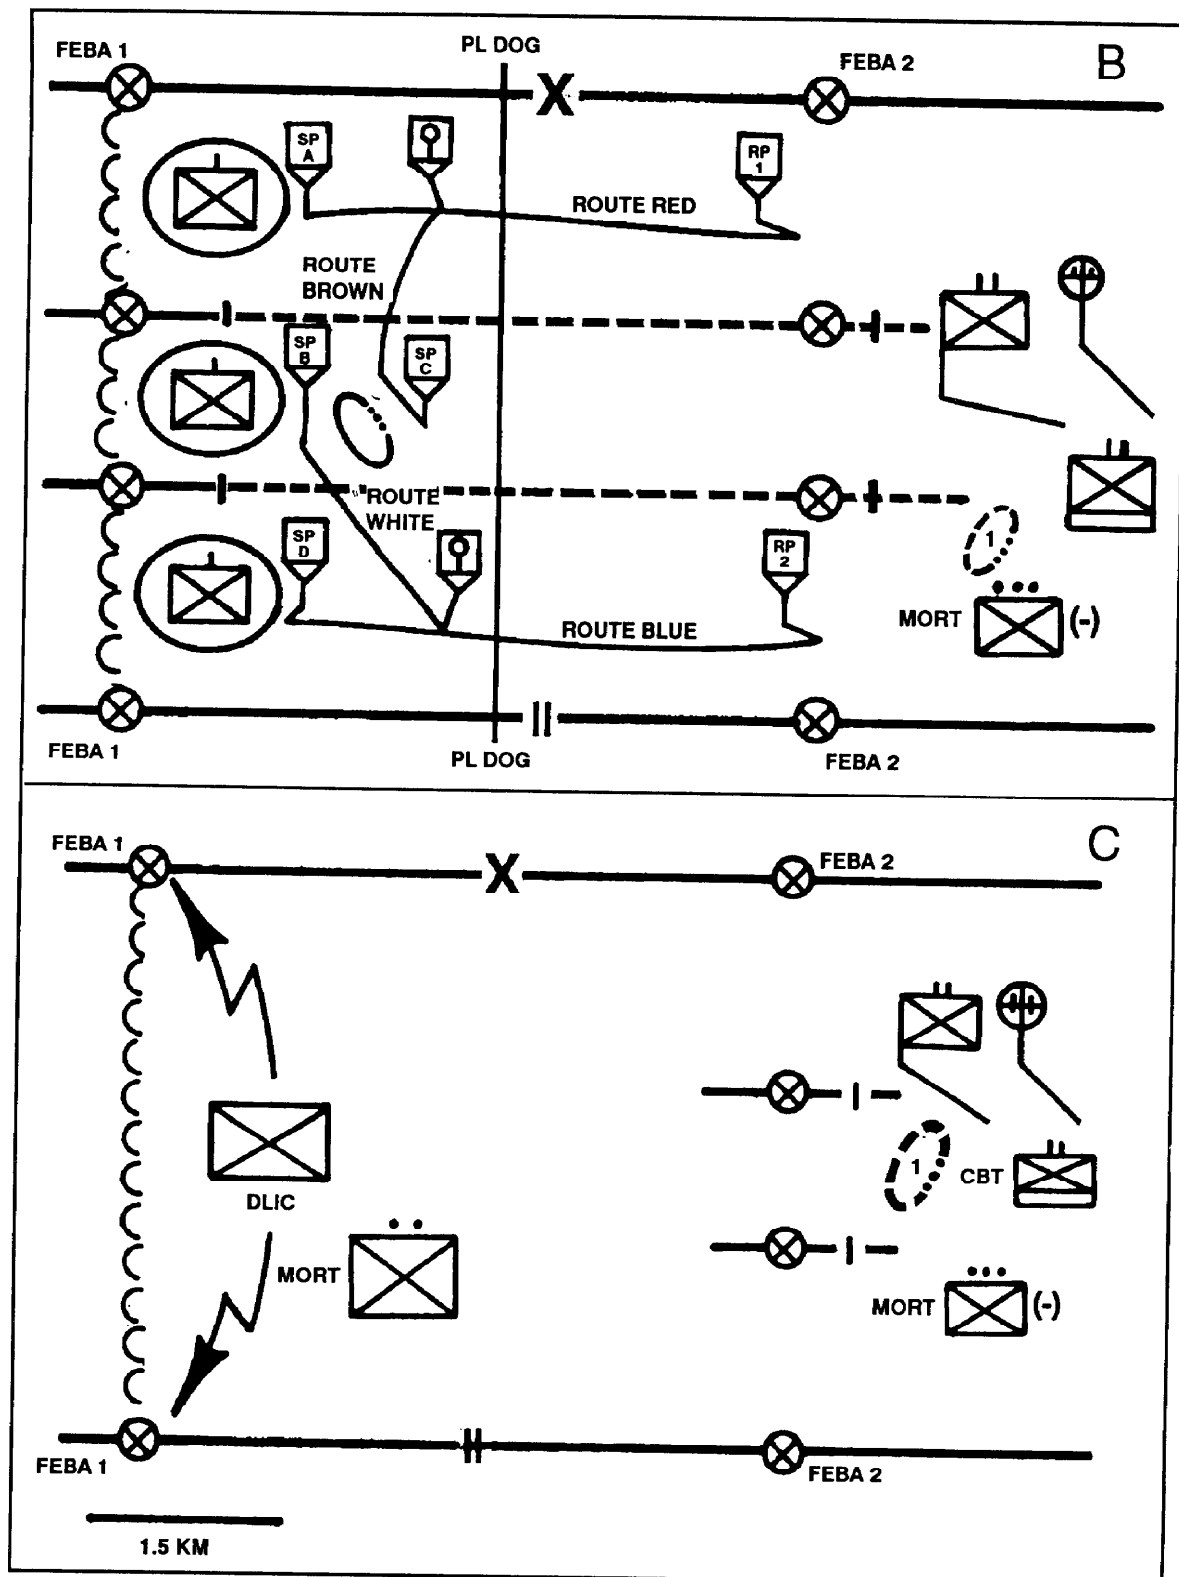 FEBA 1
PL DOG
FEBA 2
B
X
SP
A
RP
1
ROUTE RED
ROUTE
BROWN
SP
B
SP
C
ROUTE
WHITE
SP
D
RP
2
1
MORT
(-)
ROUTE BLUE
FEBA 1
PL DOG
FEBA 2
C
FEBA 1
X
FEBA 2
DLIC
1
CBT
MORT
MORT
(-)
FEBA 1
FEBA 2
1.5 KM